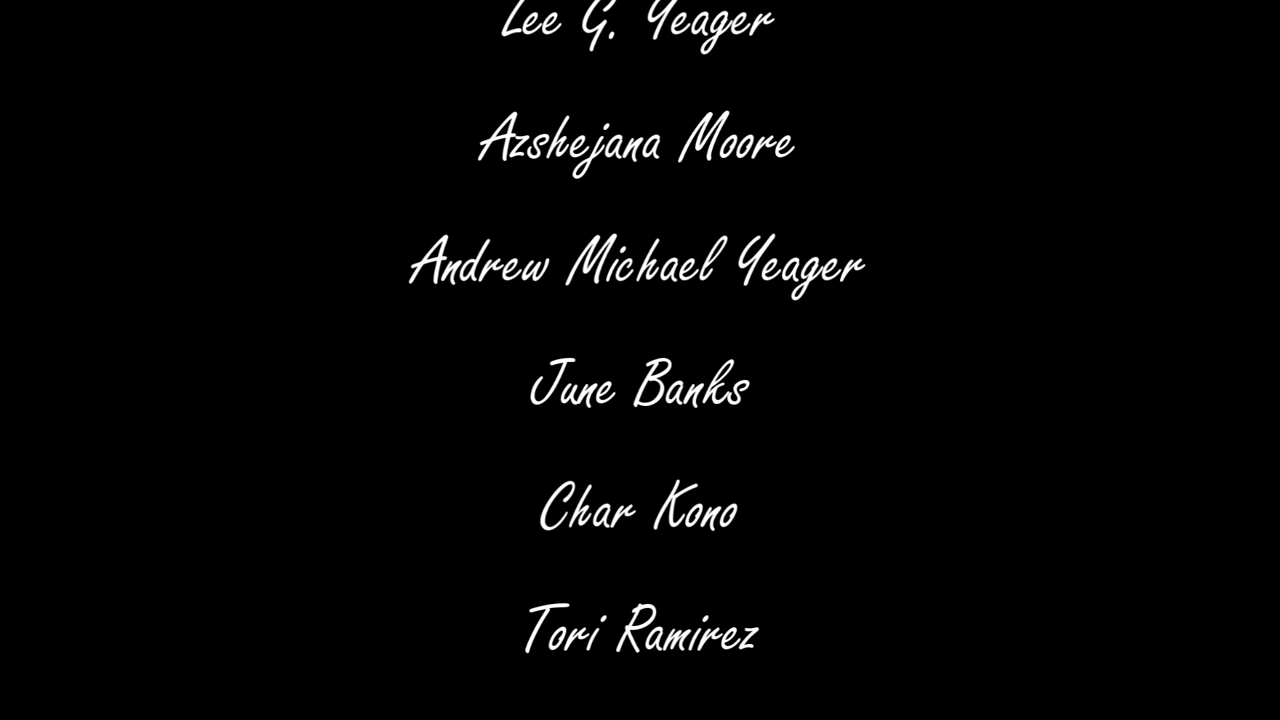 Lee G. Yeager
Azshejana Moore
Andrew Michael Yeager
June Banks
Char Kono
Tori Ramirez